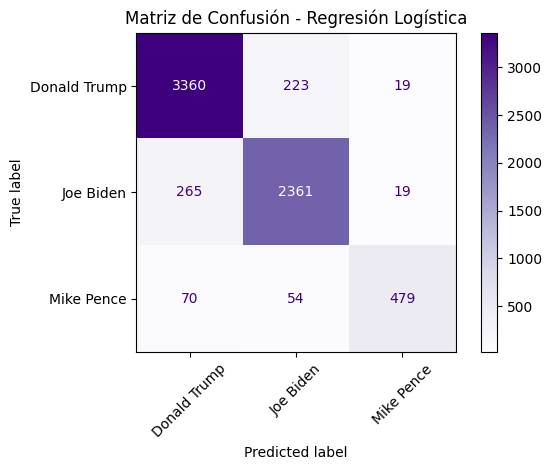 Matriz de Confusión - Regresión Logística
True label
Donald Trump 3360 223 19
Joe Biden 265 2361 19
Mike Pence 70 54 479
Donald Trump Joe Biden Mike Pence
Predicted label
3000
2500
2000
1500
1000
500